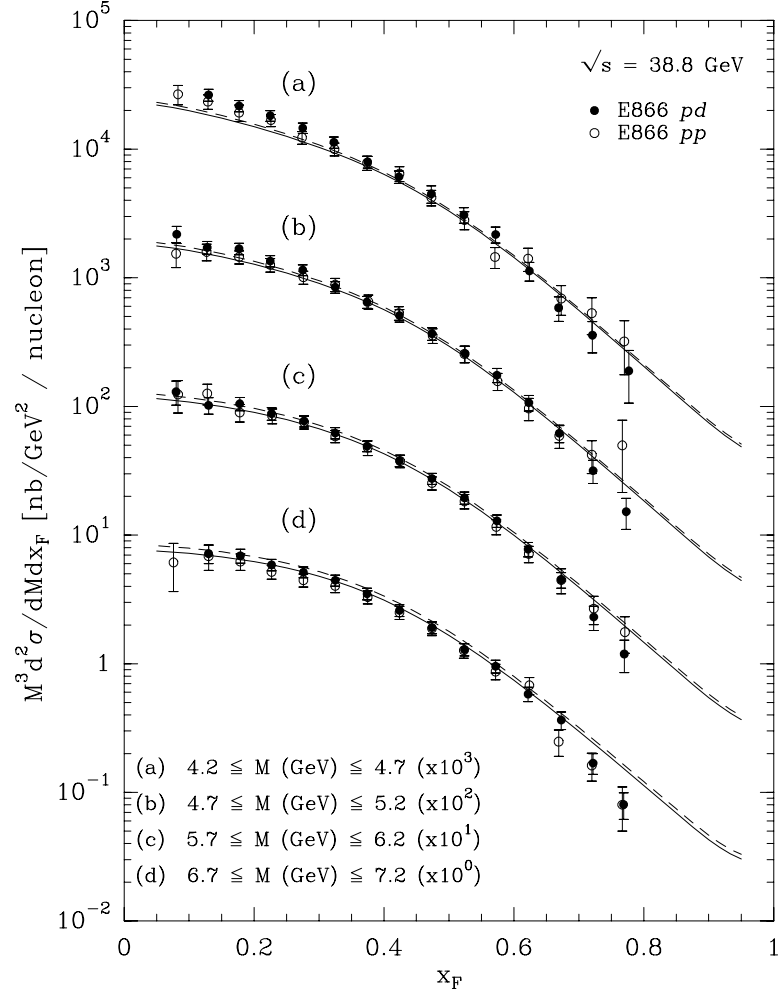 10⁵
10⁴
10³
10²
10¹
1
10⁻¹
10⁻²
M³d²σ/dMdx_F [nb/GeV² / nucleon]
(a)
(b)
(c)
(d)
√s = 38.8 GeV
E866 pd
E866 pp
(a) 4.2 ≦ M (GeV) ≦ 4.7 (x10³)
(b) 4.7 ≦ M (GeV) ≦ 5.2 (x10²)
(c) 5.7 ≦ M (GeV) ≦ 6.2 (x10¹)
(d) 6.7 ≦ M (GeV) ≦ 7.2 (x10⁰)
0 0.2 0.4 0.6 0.8 1
x_F